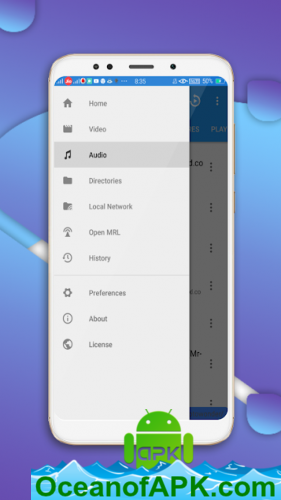 8:35
50%
Home
Video
Audio
Directories
Local Network
Open MRL
History
Preferences
About
License
ES
PLAY
d.co
s.co
Mr-
APK
OceanofAPK.com